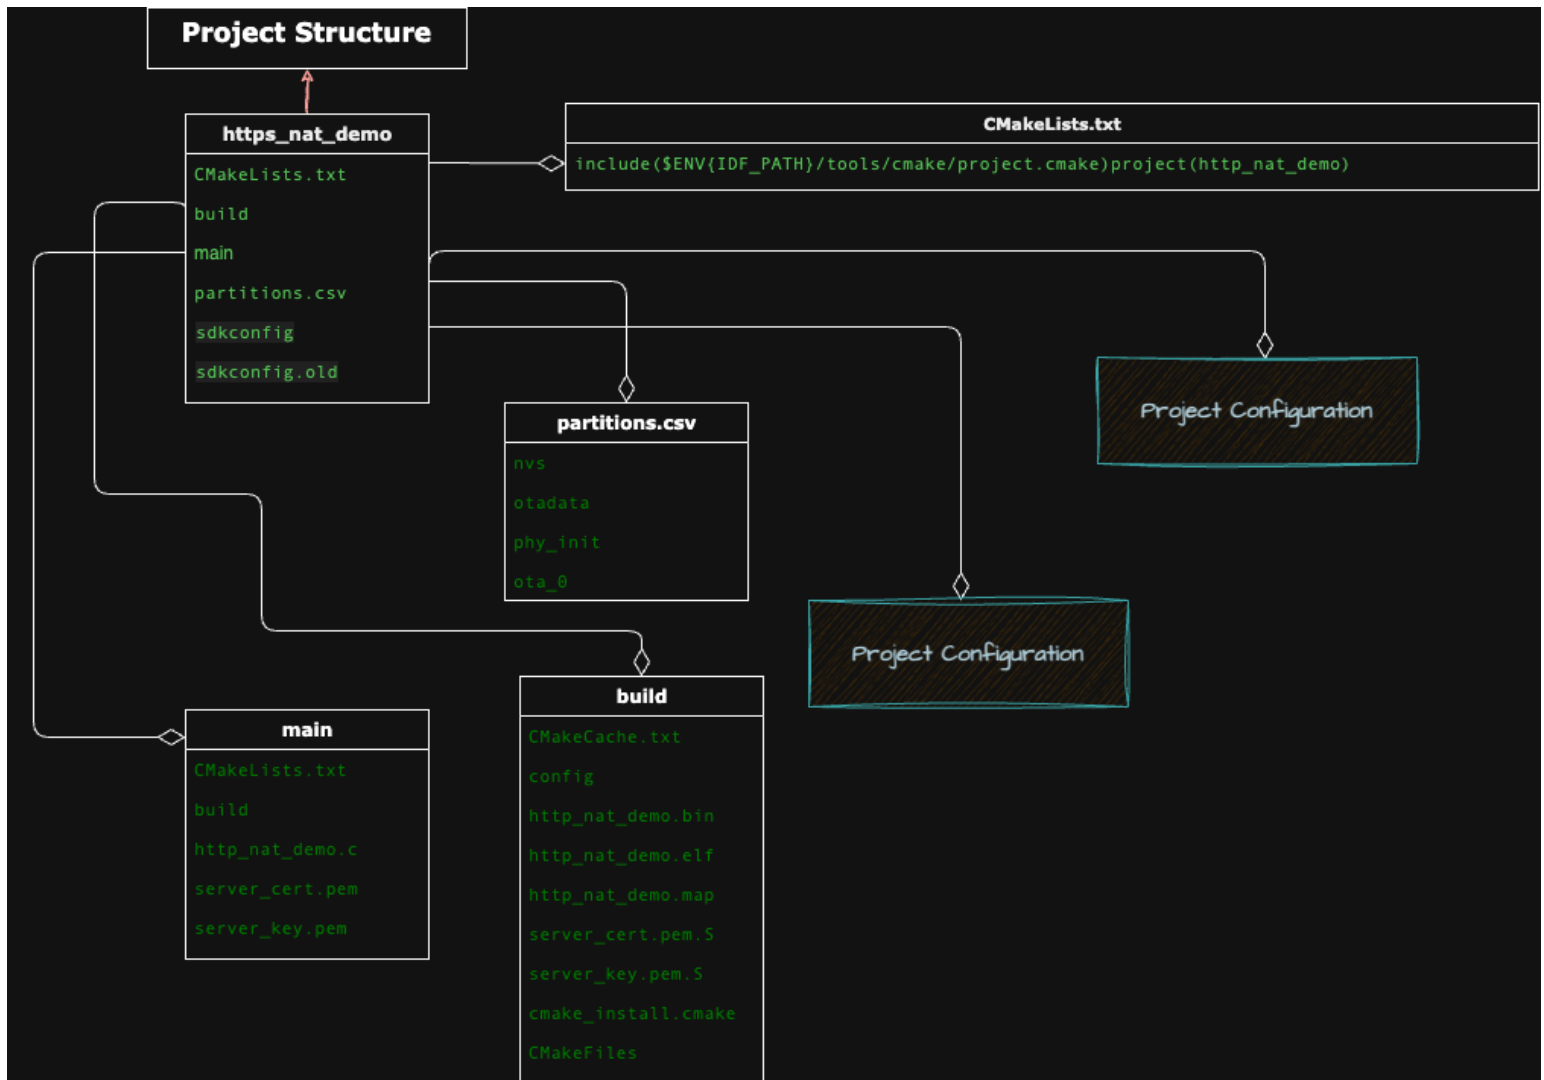 Project Structure
https_nat_demo
CMakeLists.txt
build
main
partitions.csv
sdkconfig
sdkconfig.old
CMakeLists.txt
include($ENV{IDF_PATH}/tools/cmake/project.cmake)project(http_nat_demo)
Project Configuration
partitions.csv
nvs
otadata
phy_init
ota_0
Project Configuration
main
CMakeLists.txt
build
http_nat_demo.c
server_cert.pem
server_key.pem
build
CMakeCache.txt
config
http_nat_demo.bin
http_nat_demo.elf
http_nat_demo.map
server_cert.pem.S
server_key.pem.S
cmake_install.cmake
CMakeFiles